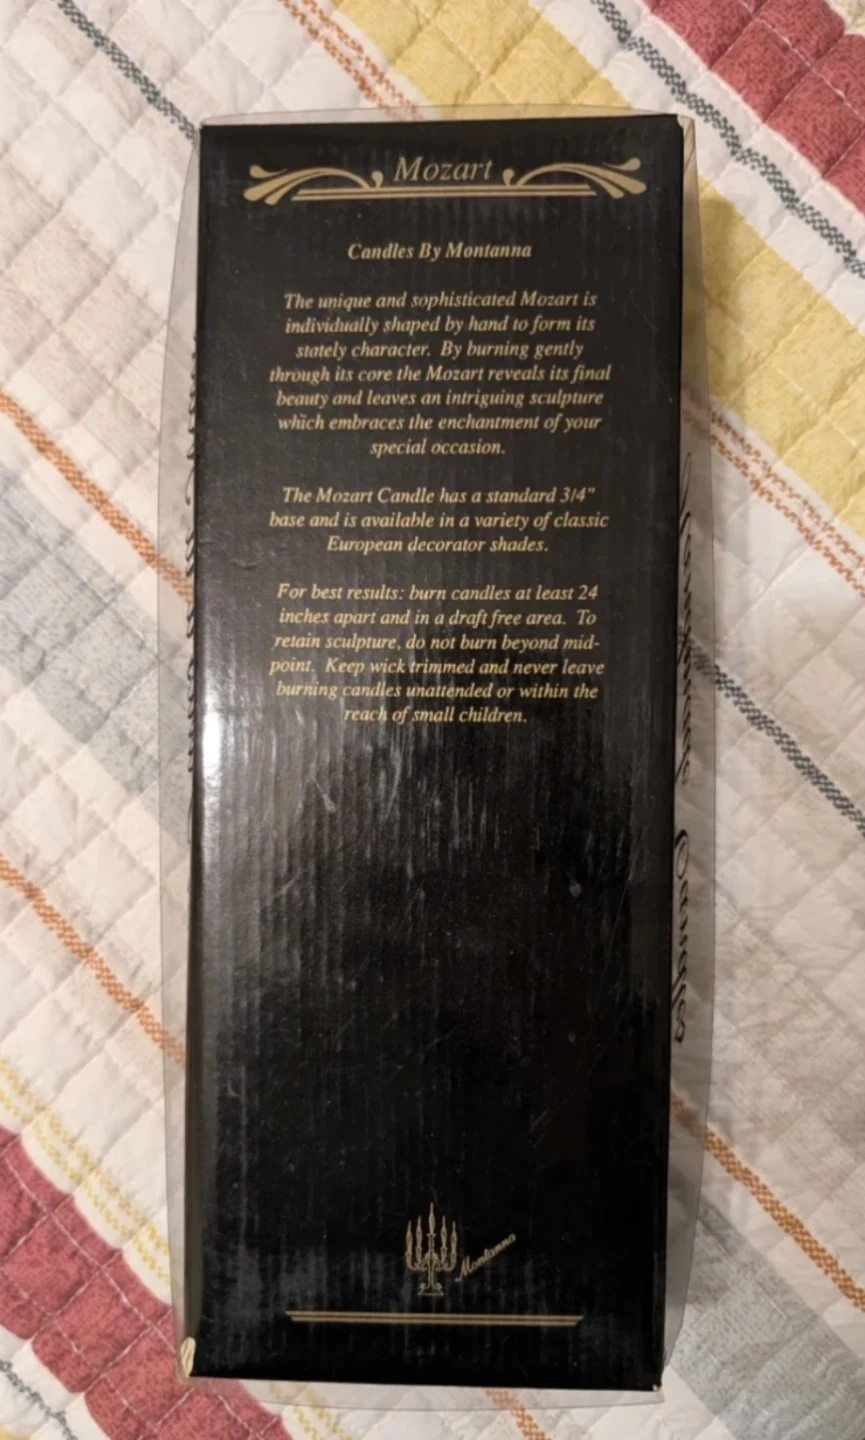 Mozart
Candles By Montanna
The unique and sophisticated Mozart is
individually shaped by hand to form its
stately character. By burning gently
through its core the Mozart reveals its final
beauty and leaves an intriguing sculpture
which embraces the enchantment of your
special occasion.
The Mozart Candle has a standard 3/4"
base and is available in a variety of classic
European decorator shades.
For best results: burn candles at least 24
inches apart and in a draft free area. To
retain sculpture, do not burn beyond mid-
point. Keep wick trimmed and never leave
burning candles unattended or within the
reach of small children.
Montanna